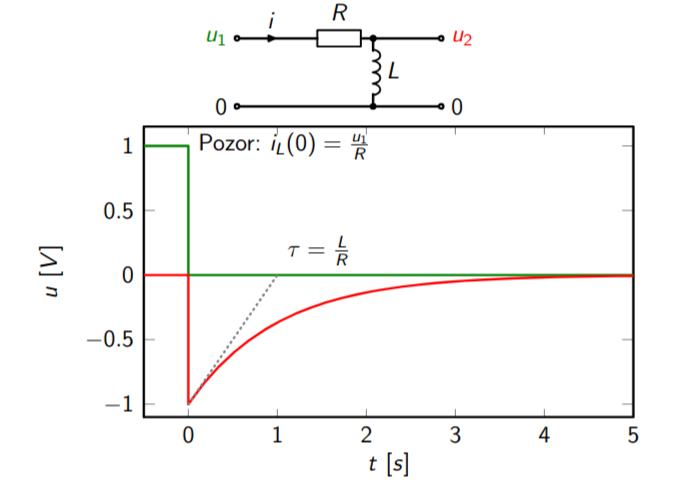 i R
u₁ u₂
L
0 0
Pozor: i_L(0) = u₁/R
τ = L/R
u [V]
1
0.5
0
−0.5
−1
0 1 2 3 4 5
t [s]